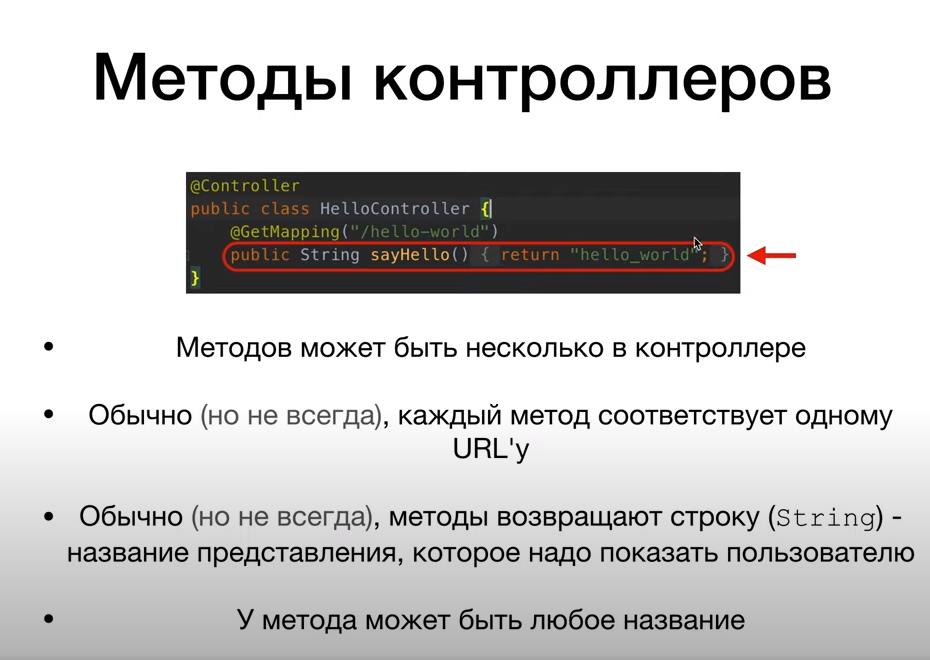 Методы контроллеров
@Controller
public class HelloController {
@GetMapping("/hello-world")
public String sayHello() { return "hello_world"; }
}
• Методов может быть несколько в контроллере
• Обычно (но не всегда), каждый метод соответствует одному
URL'у
• Обычно (но не всегда), методы возвращают строку (String) -
название представления, которое надо показать пользователю
• У метода может быть любое название